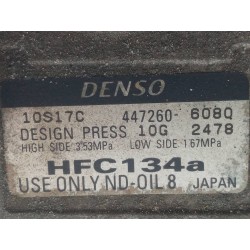 DENSO
10S17C 447260-608Q
DESIGN PRESS 10G 2478
HIGH SIDE 3.53MPa LOW SIDE 1.67MPa
HFC134a
USE ONLY ND-OIL 8 JAPAN